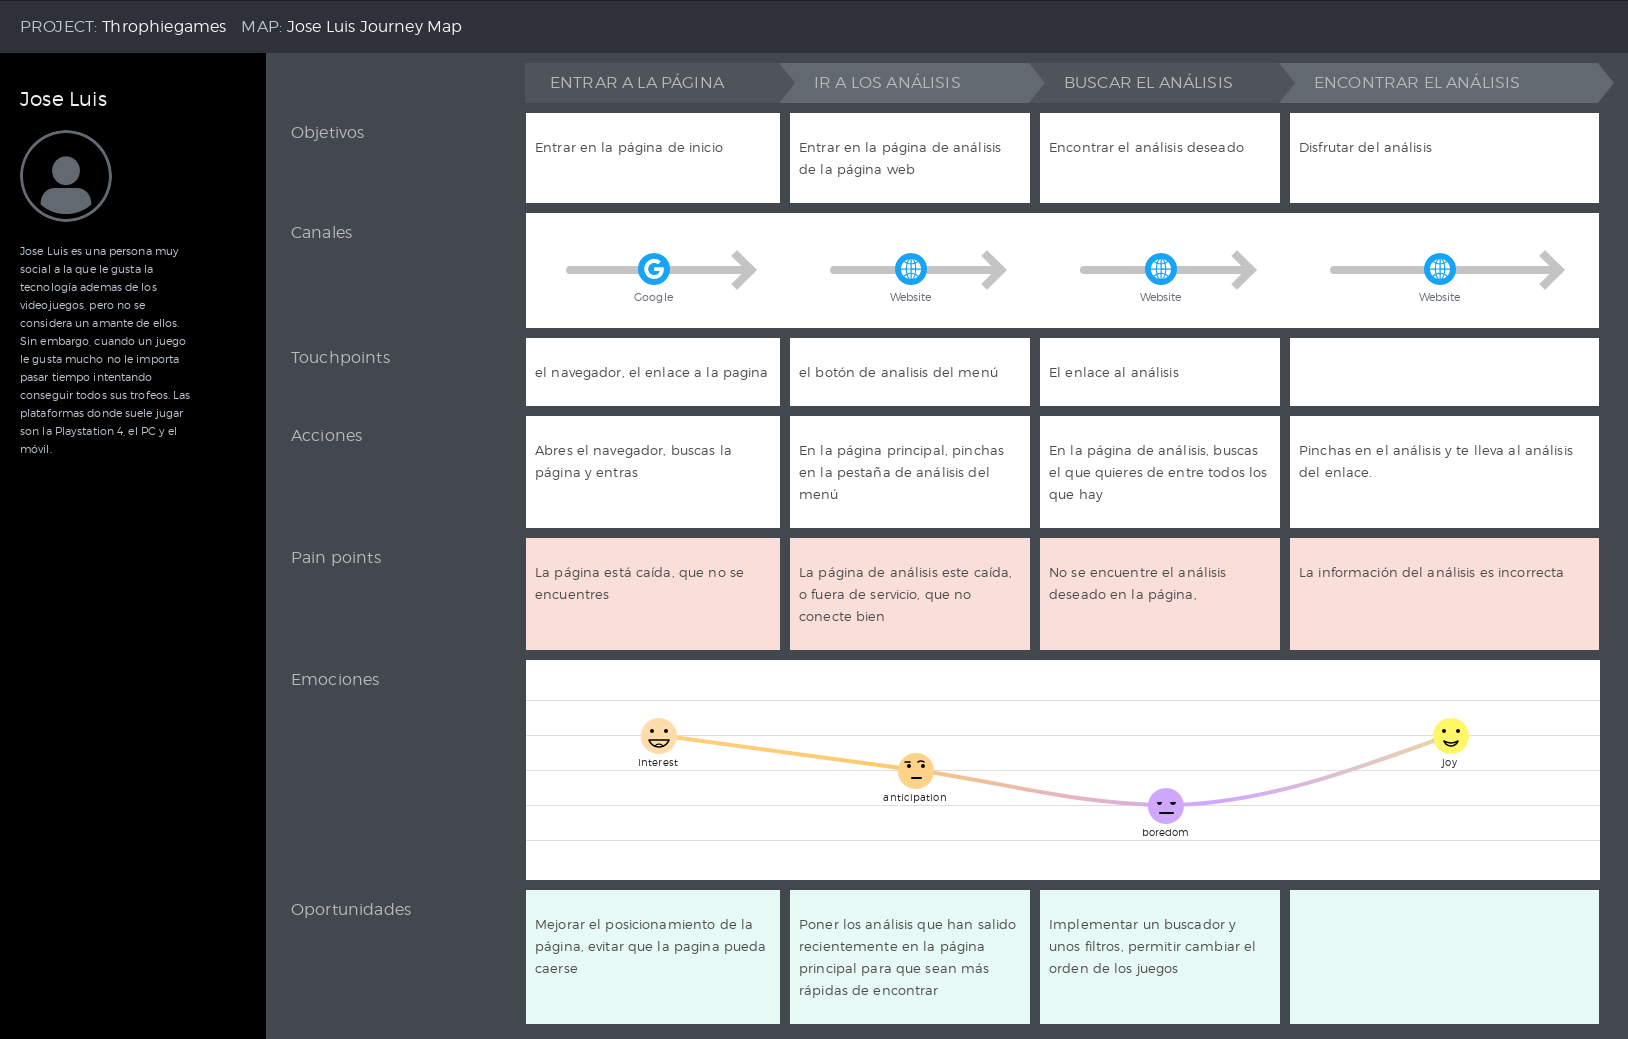 PROJECT: Throphiegames MAP: Jose Luis Journey Map
Jose Luis
Jose Luis es una persona muy
social a la que le gusta la
tecnología ademas de los
videojuegos, pero no se
considera un amante de ellos.
Sin embargo, cuando un juego
le gusta mucho no le importa
pasar tiempo intentando
conseguir todos sus trofeos. Las
plataformas donde suele jugar
son la Playstation 4, el PC y el
móvil.
ENTRAR A LA PÁGINA
IR A LOS ANÁLISIS
BUSCAR EL ANÁLISIS
ENCONTRAR EL ANÁLISIS
Objetivos
Entrar en la página de inicio
Entrar en la página de análisis
de la página web
Encontrar el análisis deseado
Disfrutar del análisis
Canales
Google
Website
Website
Website
Touchpoints
el navegador, el enlace a la pagina
el botón de analisis del menú
El enlace al análisis
Acciones
Abres el navegador, buscas la
página y entras
En la página principal, pinchas
en la pestaña de análisis del
menú
En la página de análisis, buscas
el que quieres de entre todos los
que hay
Pinchas en el análisis y te lleva al análisis
del enlace.
Pain points
La página está caída, que no se
encuentres
La página de análisis este caída,
o fuera de servicio, que no
conecte bien
No se encuentre el análisis
deseado en la página,
La información del análisis es incorrecta
Emociones
interest
anticipation
boredom
joy
Oportunidades
Mejorar el posicionamiento de la
página, evitar que la pagina pueda
caerse
Poner los análisis que han salido
recientemente en la página
principal para que sean más
rápidas de encontrar
Implementar un buscador y
unos filtros, permitir cambiar el
orden de los juegos